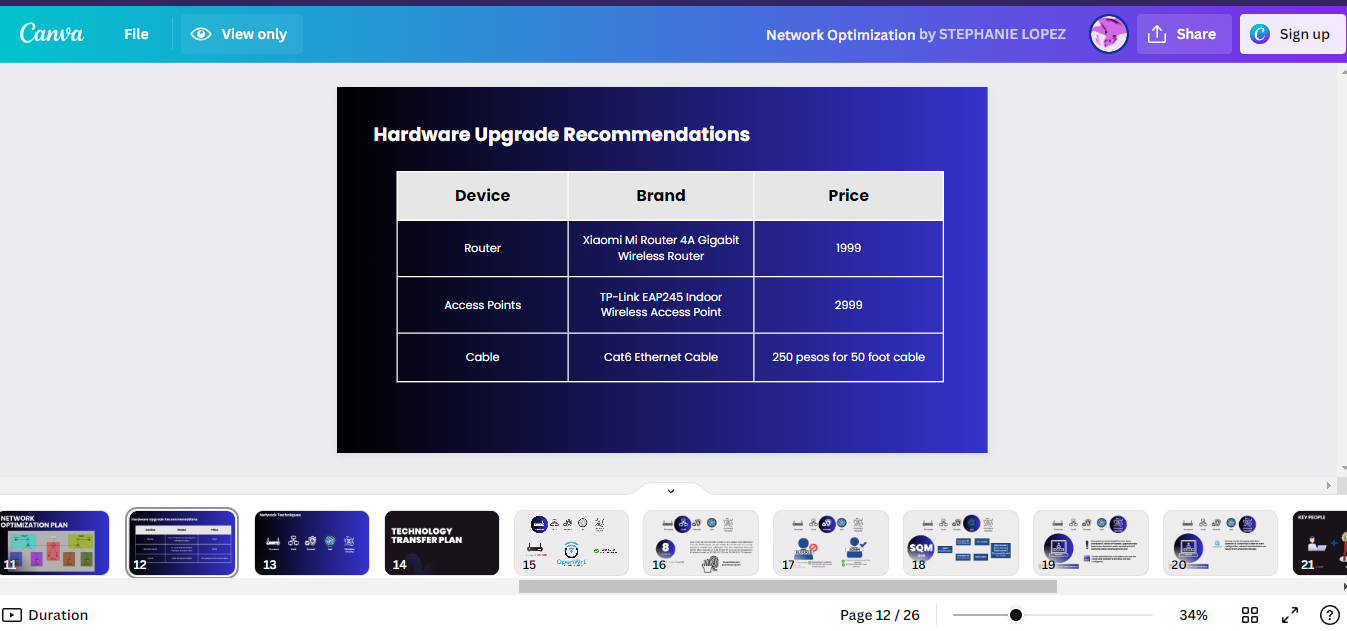 Canva
File
View only
Network Optimization by STEPHANIE LOPEZ
Share
C
Sign up
Hardware Upgrade Recommendations
Device Brand Price
Router
Xiaomi Mi Router 4A Gigabit
Wireless Router
1999
Access Points
TP-Link EAP245 Indoor
Wireless Access Point
2999
Cable
Cat6 Ethernet Cable
250 pesos for 50 foot cable
NETWORK
OPTIMIZATION PLAN
11
Hardware Upgrade Recommendations
Device Brand Price
12
Network Techniques
13
TECHNOLOGY
TRANSFER PLAN
14
OpenWrt
15
8
16
17
SQM
18
19
20
KEY PEOPLE
21
Duration
Page 12 / 26
34%
?